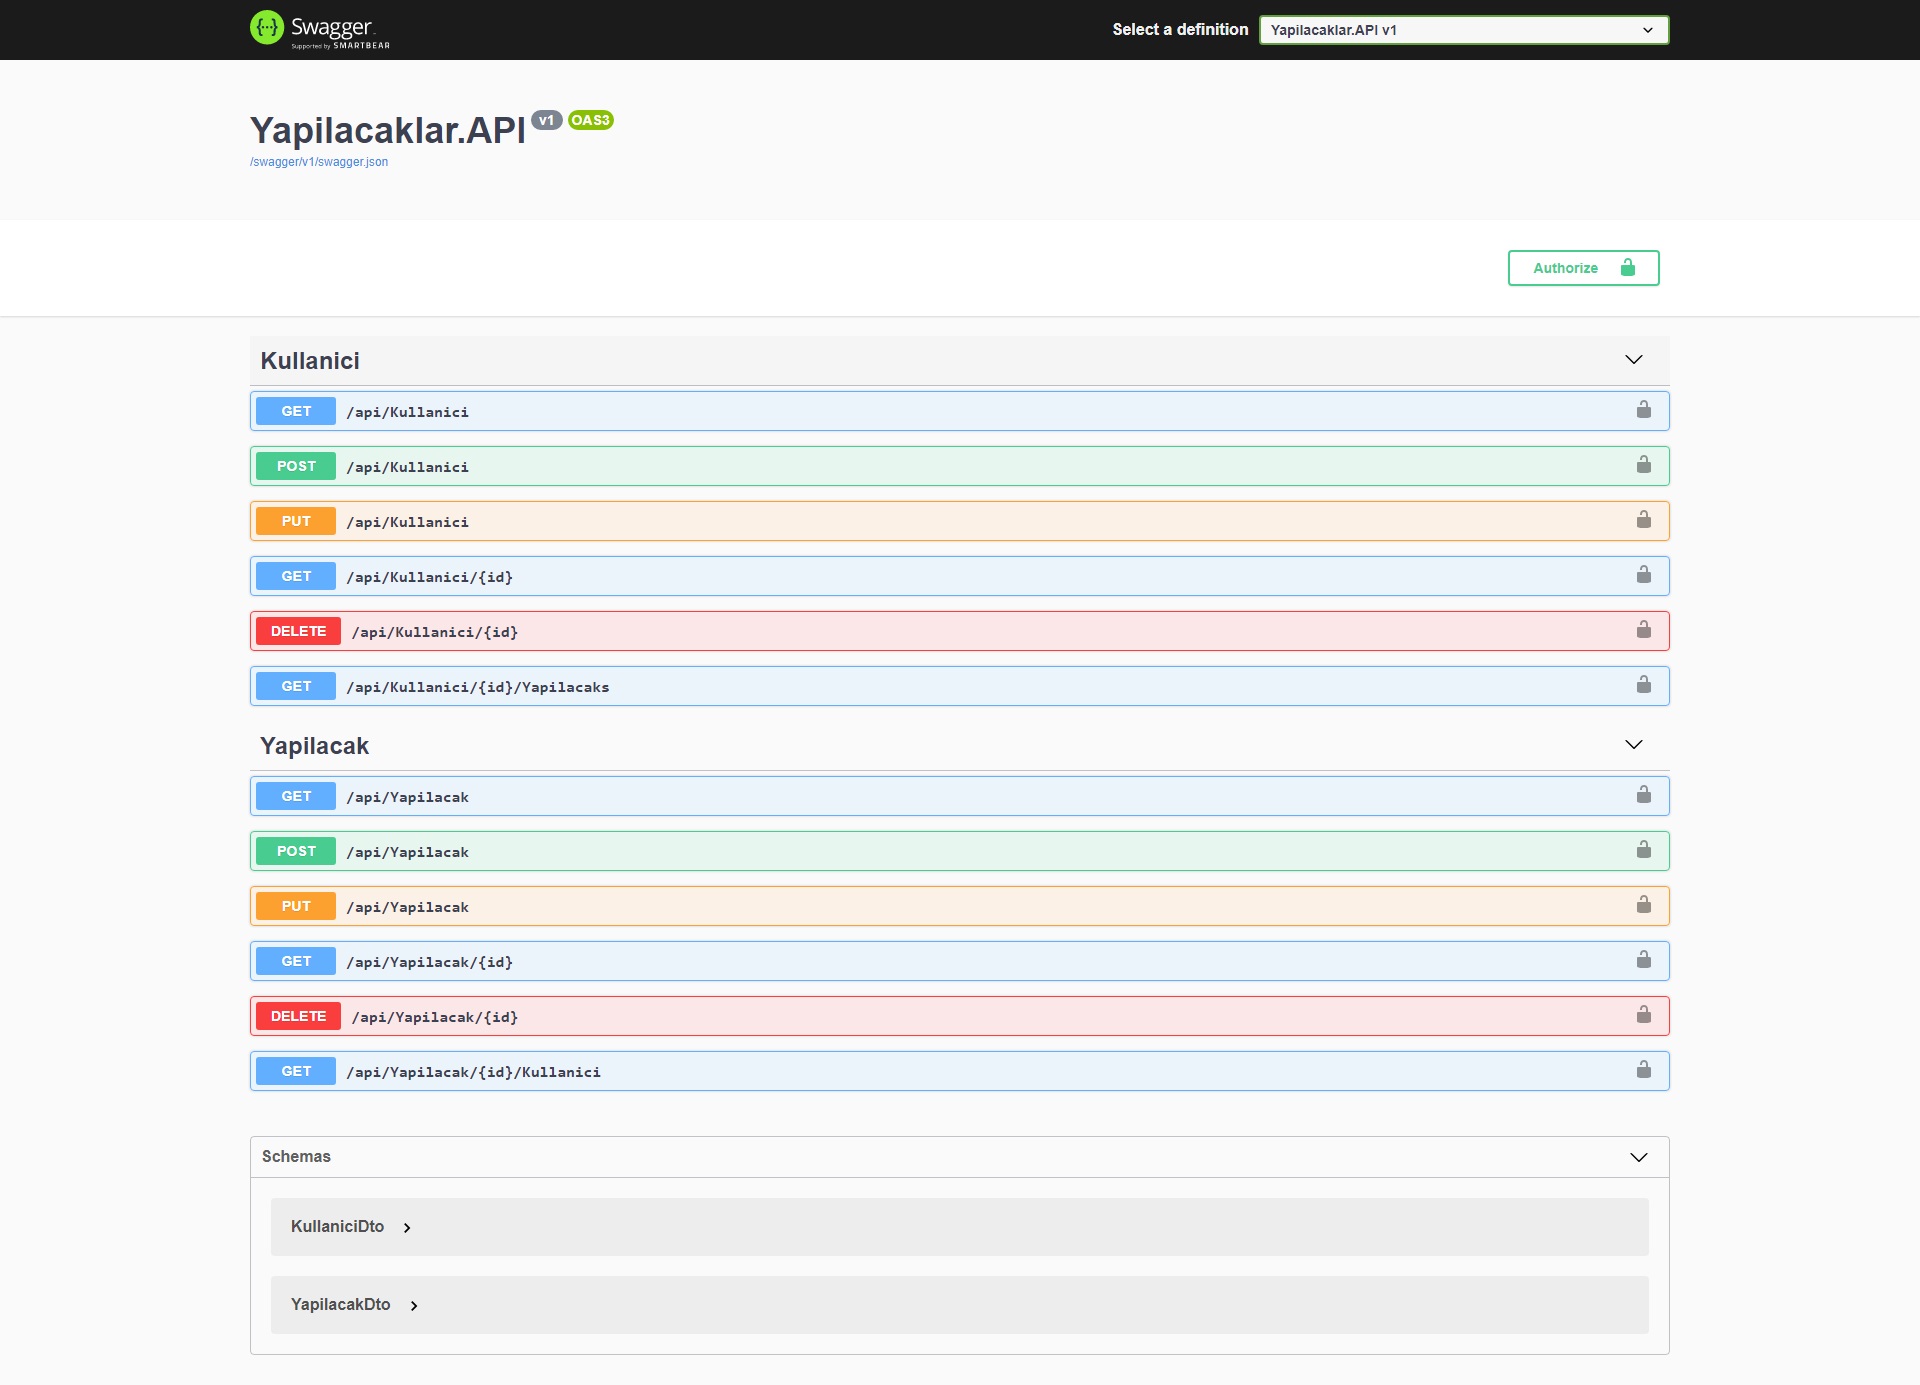 Swagger
Supported by SMARTBEAR
Select a definition
Yapilacaklar.API v1
Yapilacaklar.API v1 OAS3
/swagger/v1/swagger.json
Authorize
Kullanici
GET /api/Kullanici
POST /api/Kullanici
PUT /api/Kullanici
GET /api/Kullanici/{id}
DELETE /api/Kullanici/{id}
GET /api/Kullanici/{id}/Yapilacaks
Yapilacak
GET /api/Yapilacak
POST /api/Yapilacak
PUT /api/Yapilacak
GET /api/Yapilacak/{id}
DELETE /api/Yapilacak/{id}
GET /api/Yapilacak/{id}/Kullanici
Schemas
KullaniciDto
YapilacakDto